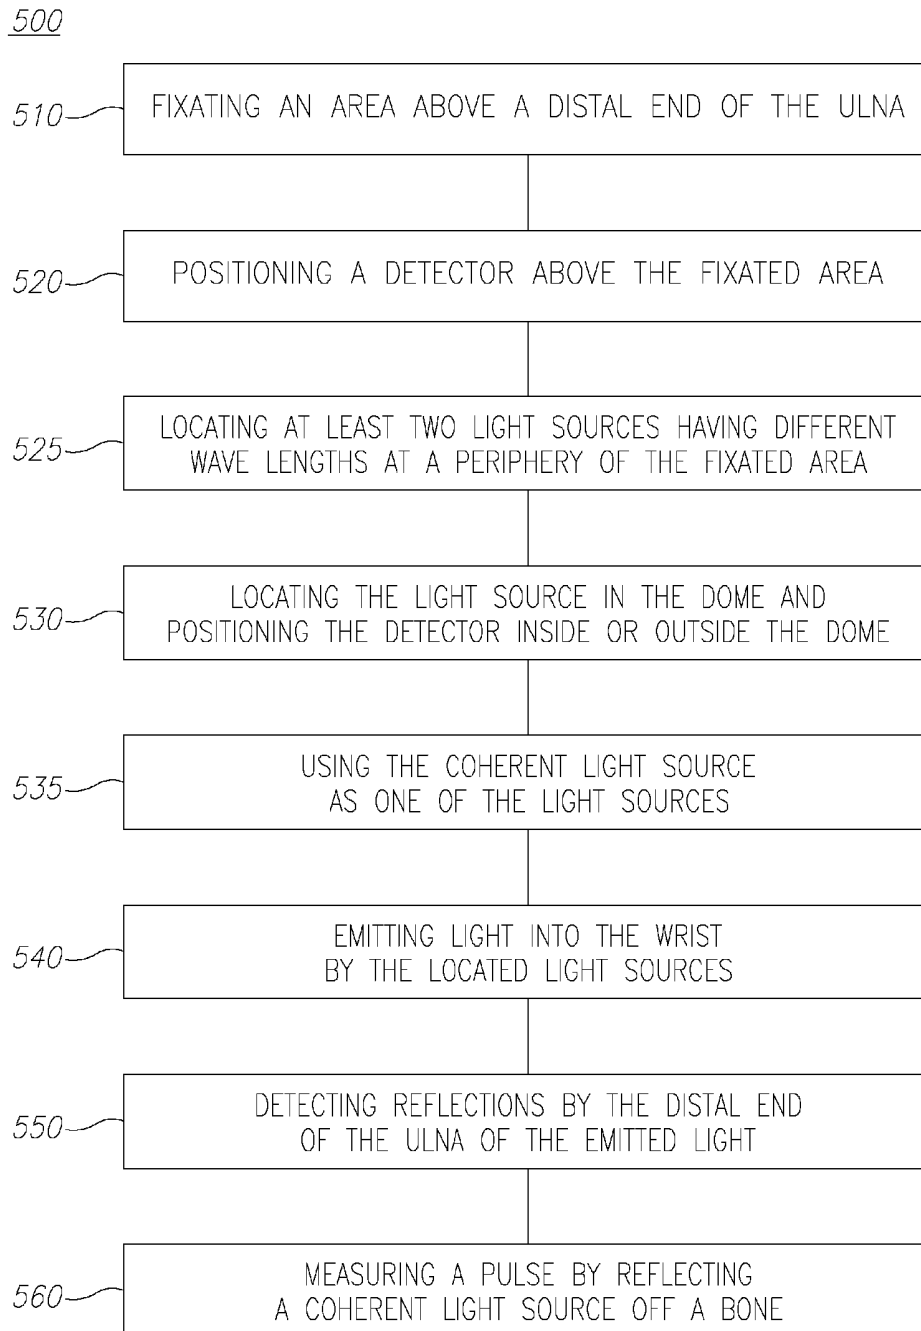 500
510
FIXATING AN AREA ABOVE A DISTAL END OF THE ULNA
520
POSITIONING A DETECTOR ABOVE THE FIXATED AREA
525
LOCATING AT LEAST TWO LIGHT SOURCES HAVING DIFFERENT
WAVE LENGTHS AT A PERIPHERY OF THE FIXATED AREA
530
LOCATING THE LIGHT SOURCE IN THE DOME AND
POSITIONING THE DETECTOR INSIDE OR OUTSIDE THE DOME
535
USING THE COHERENT LIGHT SOURCE
AS ONE OF THE LIGHT SOURCES
540
EMITTING LIGHT INTO THE WRIST
BY THE LOCATED LIGHT SOURCES
550
DETECTING REFLECTIONS BY THE DISTAL END
OF THE ULNA OF THE EMITTED LIGHT
560
MEASURING A PULSE BY REFLECTING
A COHERENT LIGHT SOURCE OFF A BONE